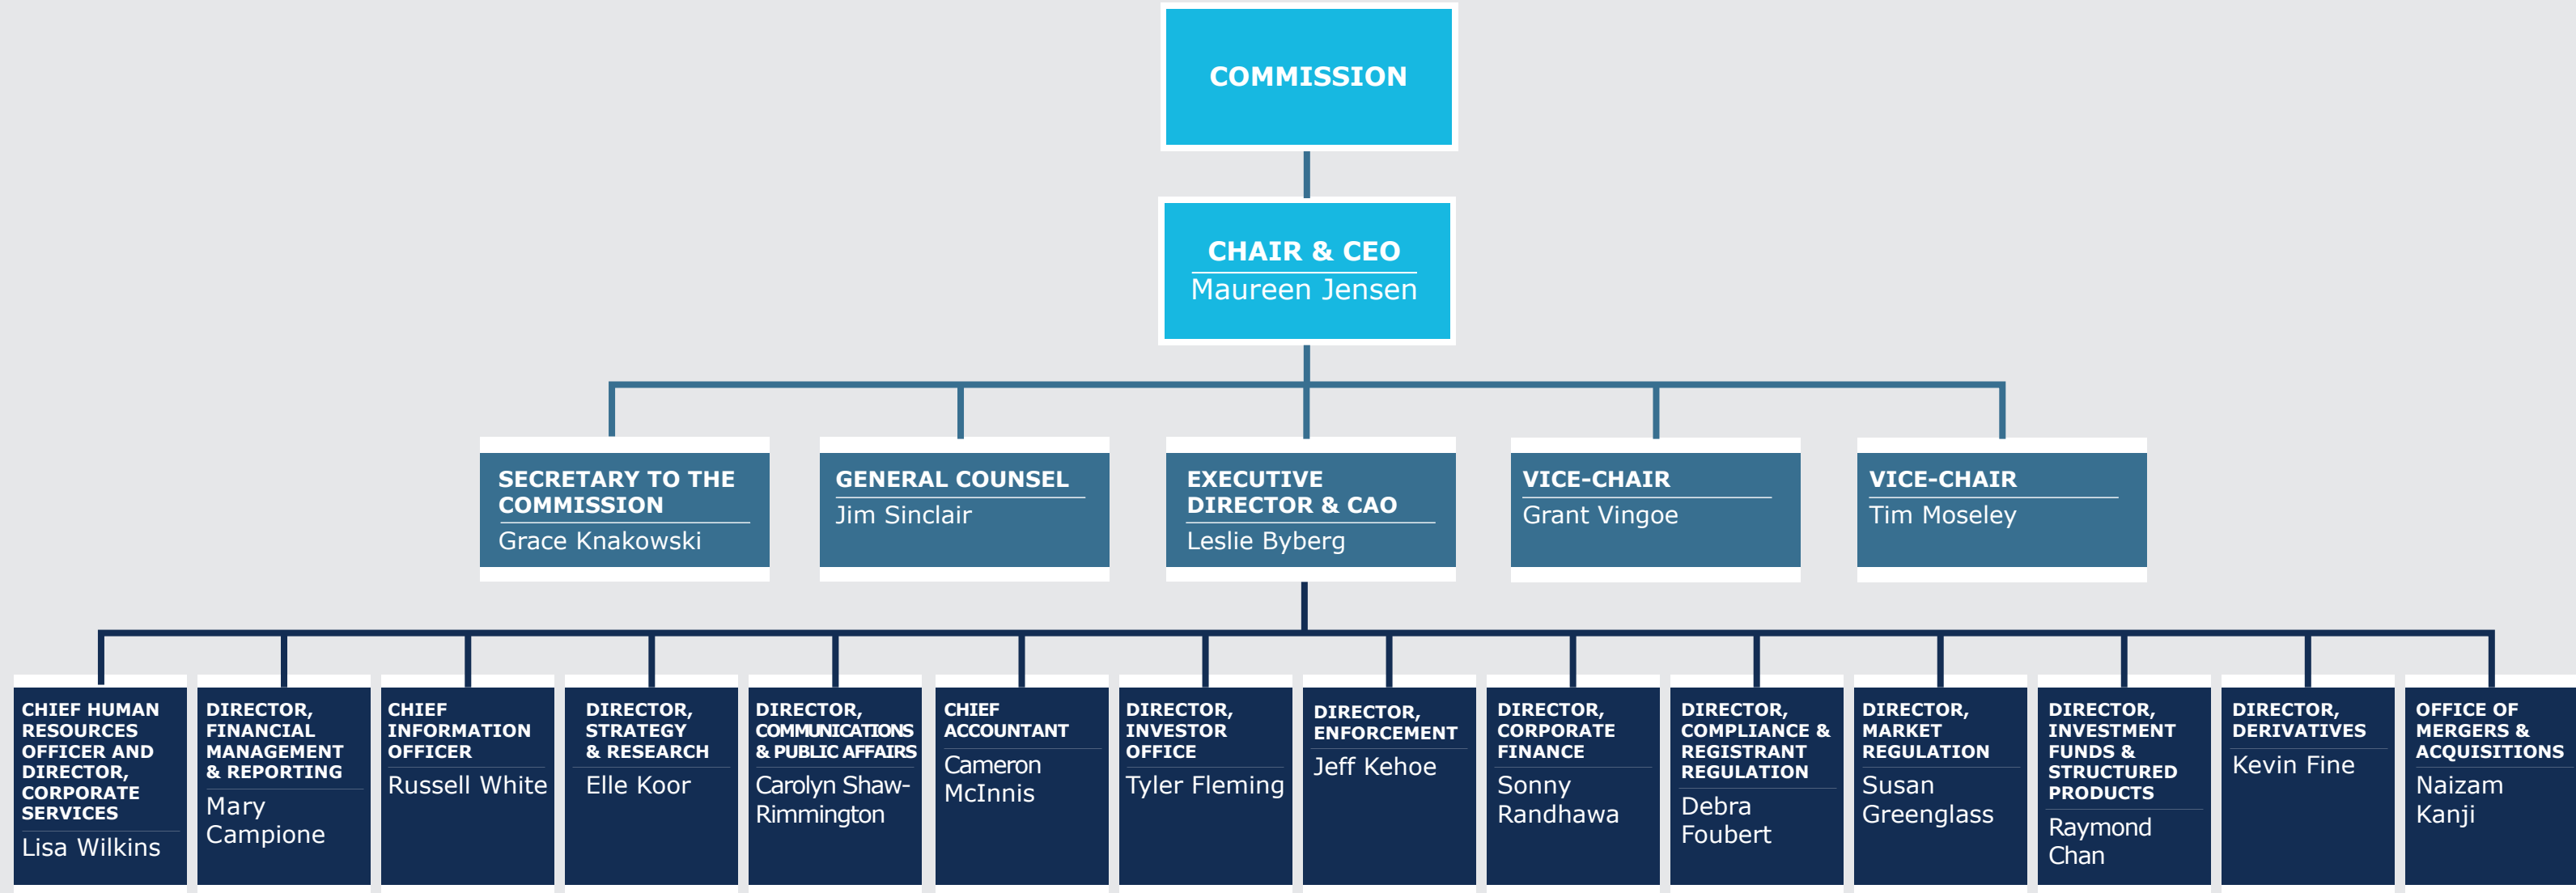 COMMISSION
CHAIR & CEO
Maureen Jensen
SECRETARY TO THE
COMMISSION
Grace Knakowski
GENERAL COUNSEL
Jim Sinclair
EXECUTIVE
DIRECTOR & CAO
Leslie Byberg
VICE-CHAIR
Grant Vingoe
VICE-CHAIR
Tim Moseley
CHIEF HUMAN
RESOURCES
OFFICER AND
DIRECTOR,
CORPORATE
SERVICES
Lisa Wilkins
DIRECTOR,
FINANCIAL
MANAGEMENT
& REPORTING
Mary
Campione
CHIEF
INFORMATION
OFFICER
Russell White
DIRECTOR,
STRATEGY
& RESEARCH
Elle Koor
DIRECTOR,
COMMUNICATIONS
& PUBLIC AFFAIRS
Carolyn Shaw-
Rimmington
CHIEF
ACCOUNTANT
Cameron
McInnis
DIRECTOR,
INVESTOR
OFFICE
Tyler Fleming
DIRECTOR,
ENFORCEMENT
Jeff Kehoe
DIRECTOR,
CORPORATE
FINANCE
Sonny
Randhawa
DIRECTOR,
COMPLIANCE &
REGISTRANT
REGULATION
Debra
Foubert
DIRECTOR,
MARKET
REGULATION
Susan
Greenglass
DIRECTOR,
INVESTMENT
FUNDS &
STRUCTURED
PRODUCTS
Raymond
Chan
DIRECTOR,
DERIVATIVES
Kevin Fine
OFFICE OF
MERGERS &
ACQUISITIONS
Naizam
Kanji